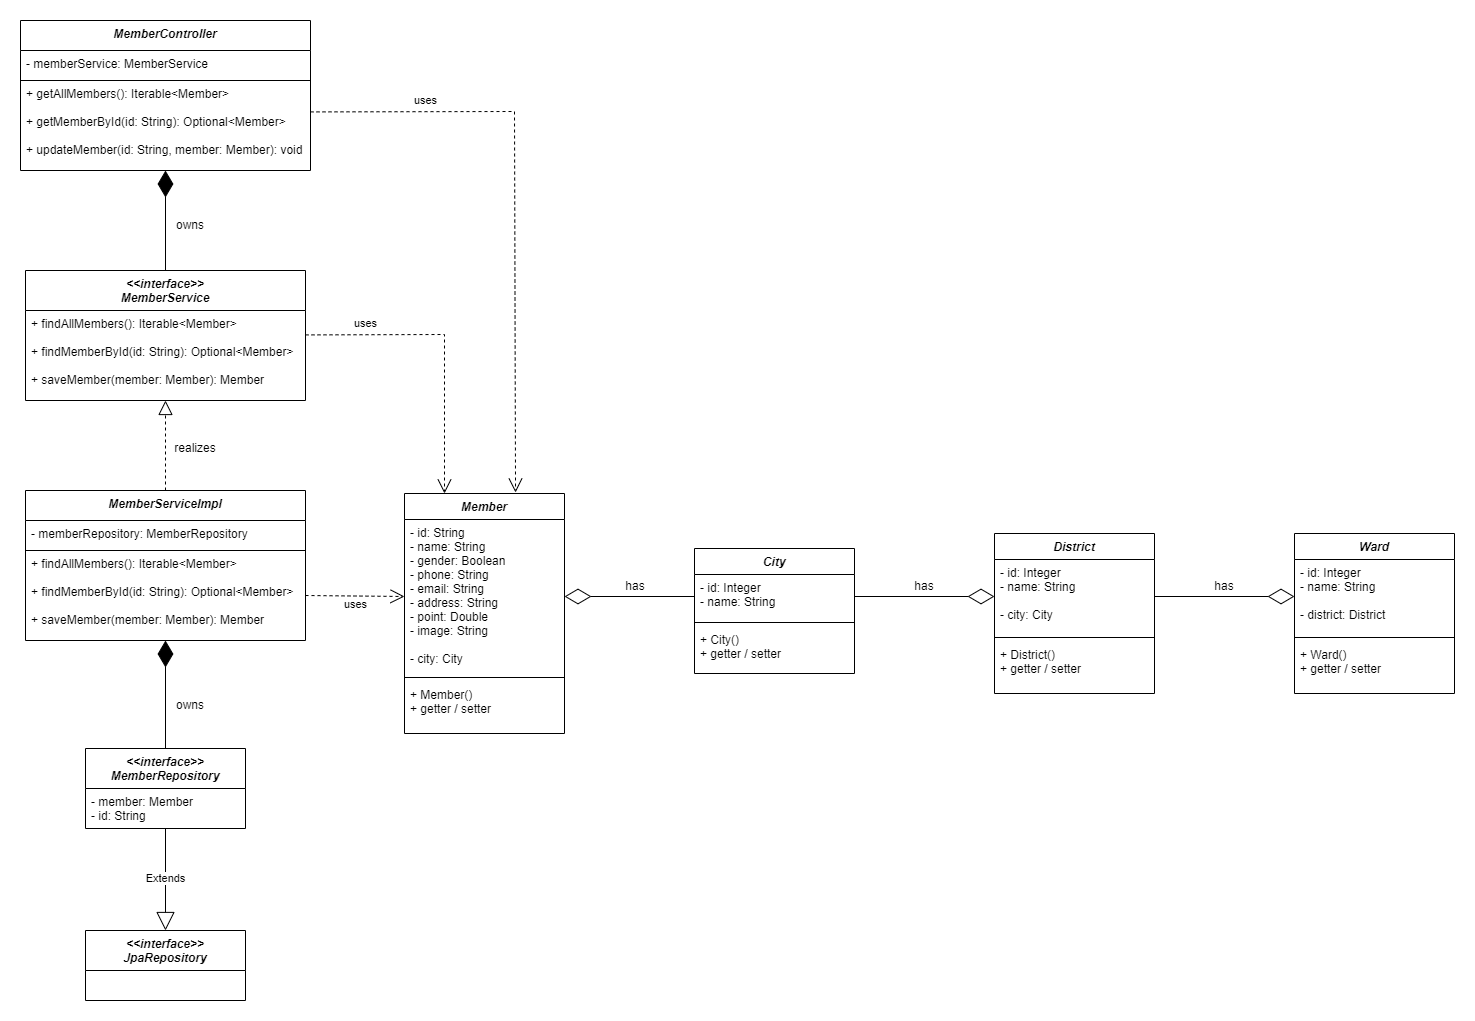 MemberController
- memberService: MemberService
+ getAllMembers(): Iterable<Member>
+ getMemberById(id: String): Optional<Member>
+ updateMember(id: String, member: Member): void
uses
owns
<<interface>>
MemberService
+ findAllMembers(): Iterable<Member>
+ findMemberById(id: String): Optional<Member>
+ saveMember(member: Member): Member
uses
realizes
MemberServiceImpl
- memberRepository: MemberRepository
+ findAllMembers(): Iterable<Member>
+ findMemberById(id: String): Optional<Member>
+ saveMember(member: Member): Member
uses
owns
<<interface>>
MemberRepository
- member: Member
- id: String
Extends
<<interface>>
JpaRepository
Member
- id: String
- name: String
- gender: Boolean
- phone: String
- email: String
- address: String
- point: Double
- image: String
- city: City
+ Member()
+ getter / setter
has
City
- id: Integer
- name: String
+ City()
+ getter / setter
has
District
- id: Integer
- name: String
- city: City
+ District()
+ getter / setter
has
Ward
- id: Integer
- name: String
- district: District
+ Ward()
+ getter / setter